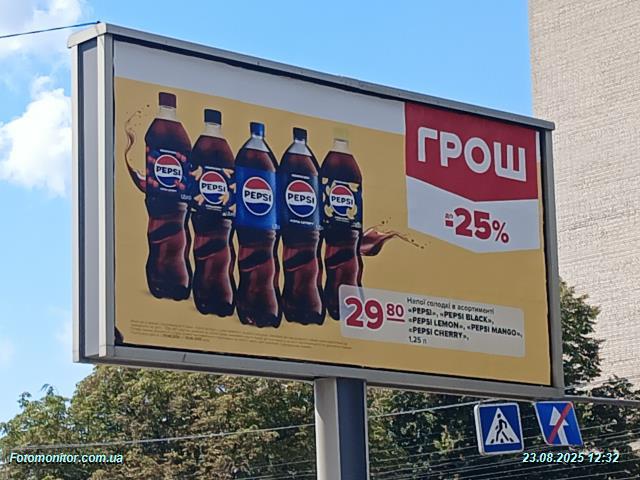 ГРОШ
до
-25%
PEPSI
PEPSI
PEPSI
PEPSI
PEPSI
29 80
Напої солодкі в асортименті
«PEPSI», «PEPSI BLACK»,
«PEPSI LEMON», «PEPSI MANGO»,
«PEPSI CHERRY»,
1,25 л
Fotomonitor.com.ua
23.08.2025 12:32